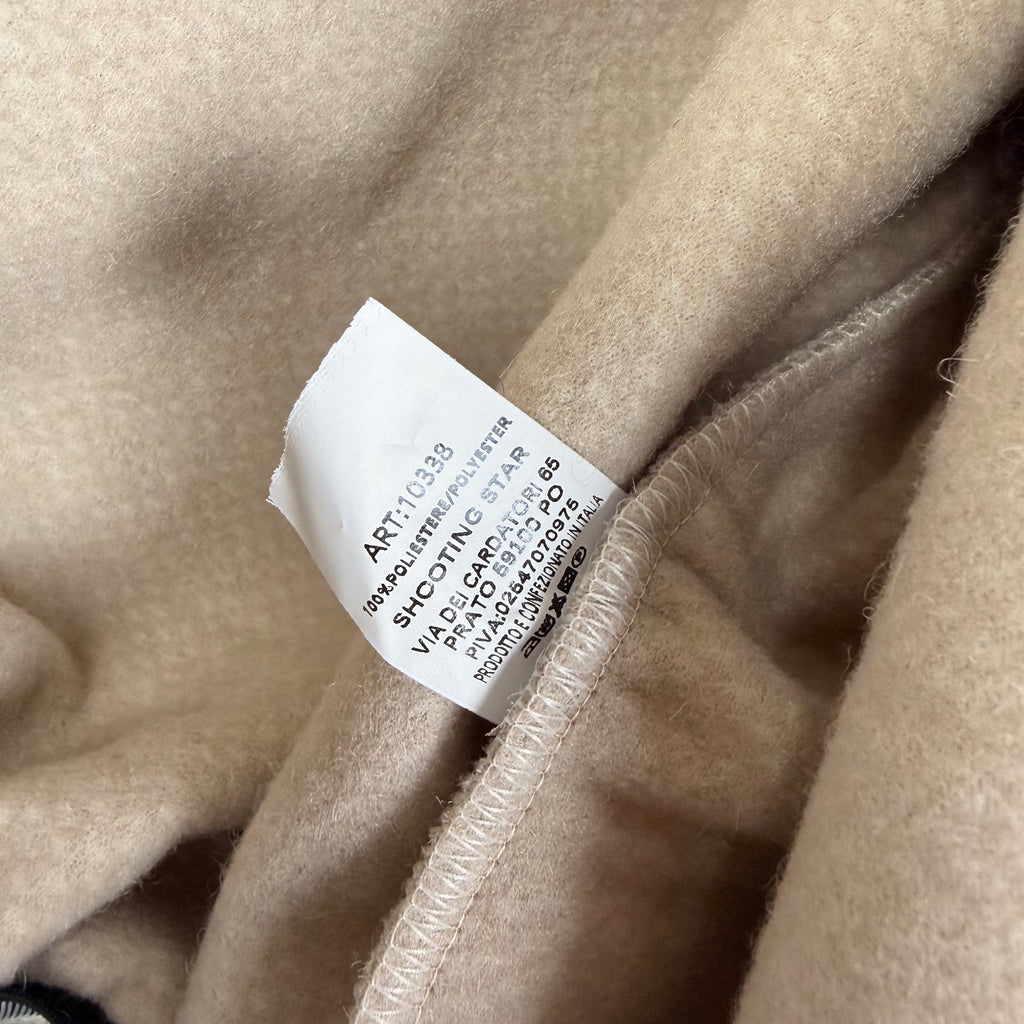 ART:10338
100%POLIESTERE/POLYESTER
SHOOTING STAR
VIA DEI CARDATORI 65
PRATO 59100 PO
PIVA:02547070975
PRODOTTO E CONFEZIONATO IN ITALIA